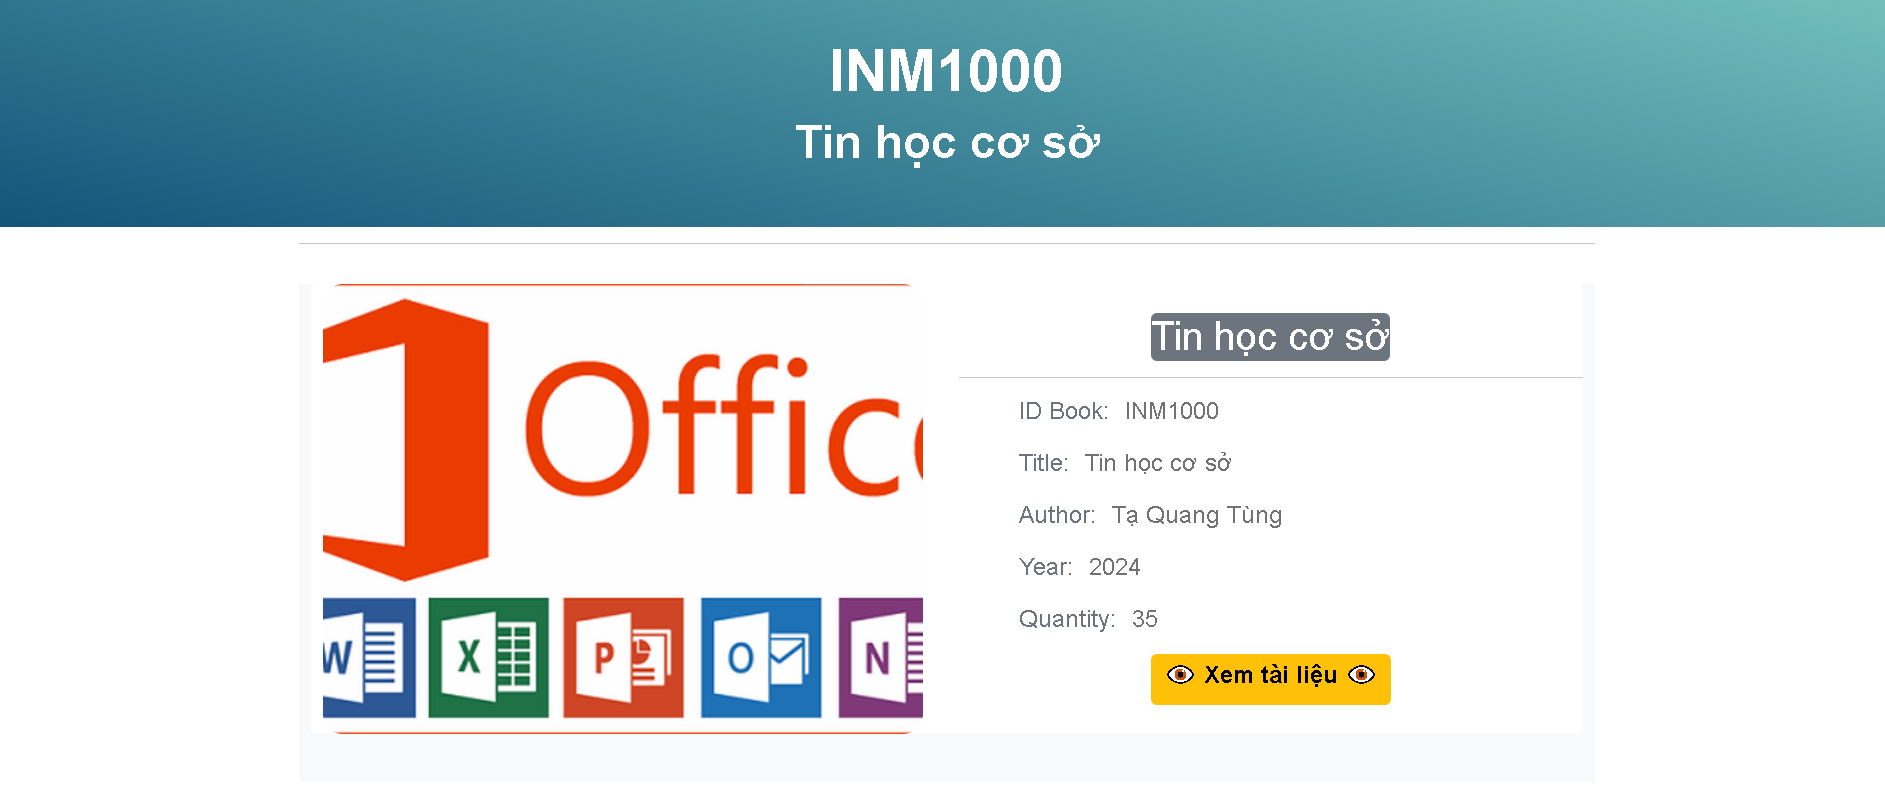 INM1000
Tin học cơ sở
Office
W
X
P
O
N
Tin học cơ sở
ID Book: INM1000
Title: Tin học cơ sở
Author: Tạ Quang Tùng
Year: 2024
Quantity: 35
Xem tài liệu